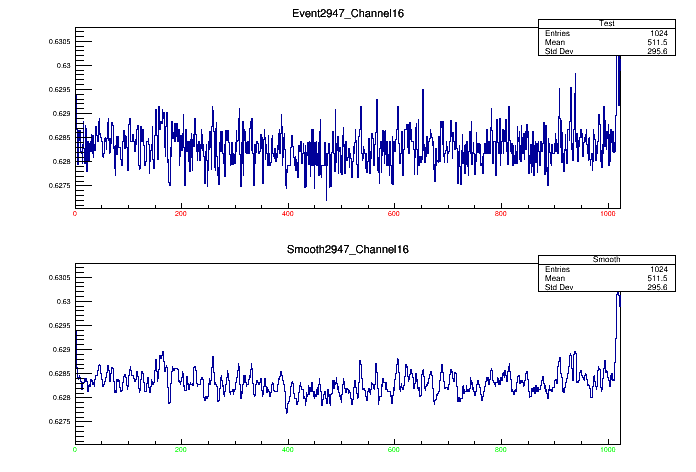 Event2947_Channel16
Test
Entries 1024
Mean 511.5
Std Dev 295.6
0.6305
0.63
0.6295
0.629
0.6285
0.628
0.6275
0 200 400 600 800 1000
Smooth2947_Channel16
Smooth
Entries 1024
Mean 511.5
Std Dev 295.6
0.6305
0.63
0.6295
0.629
0.6285
0.628
0.6275
0 200 400 600 800 1000